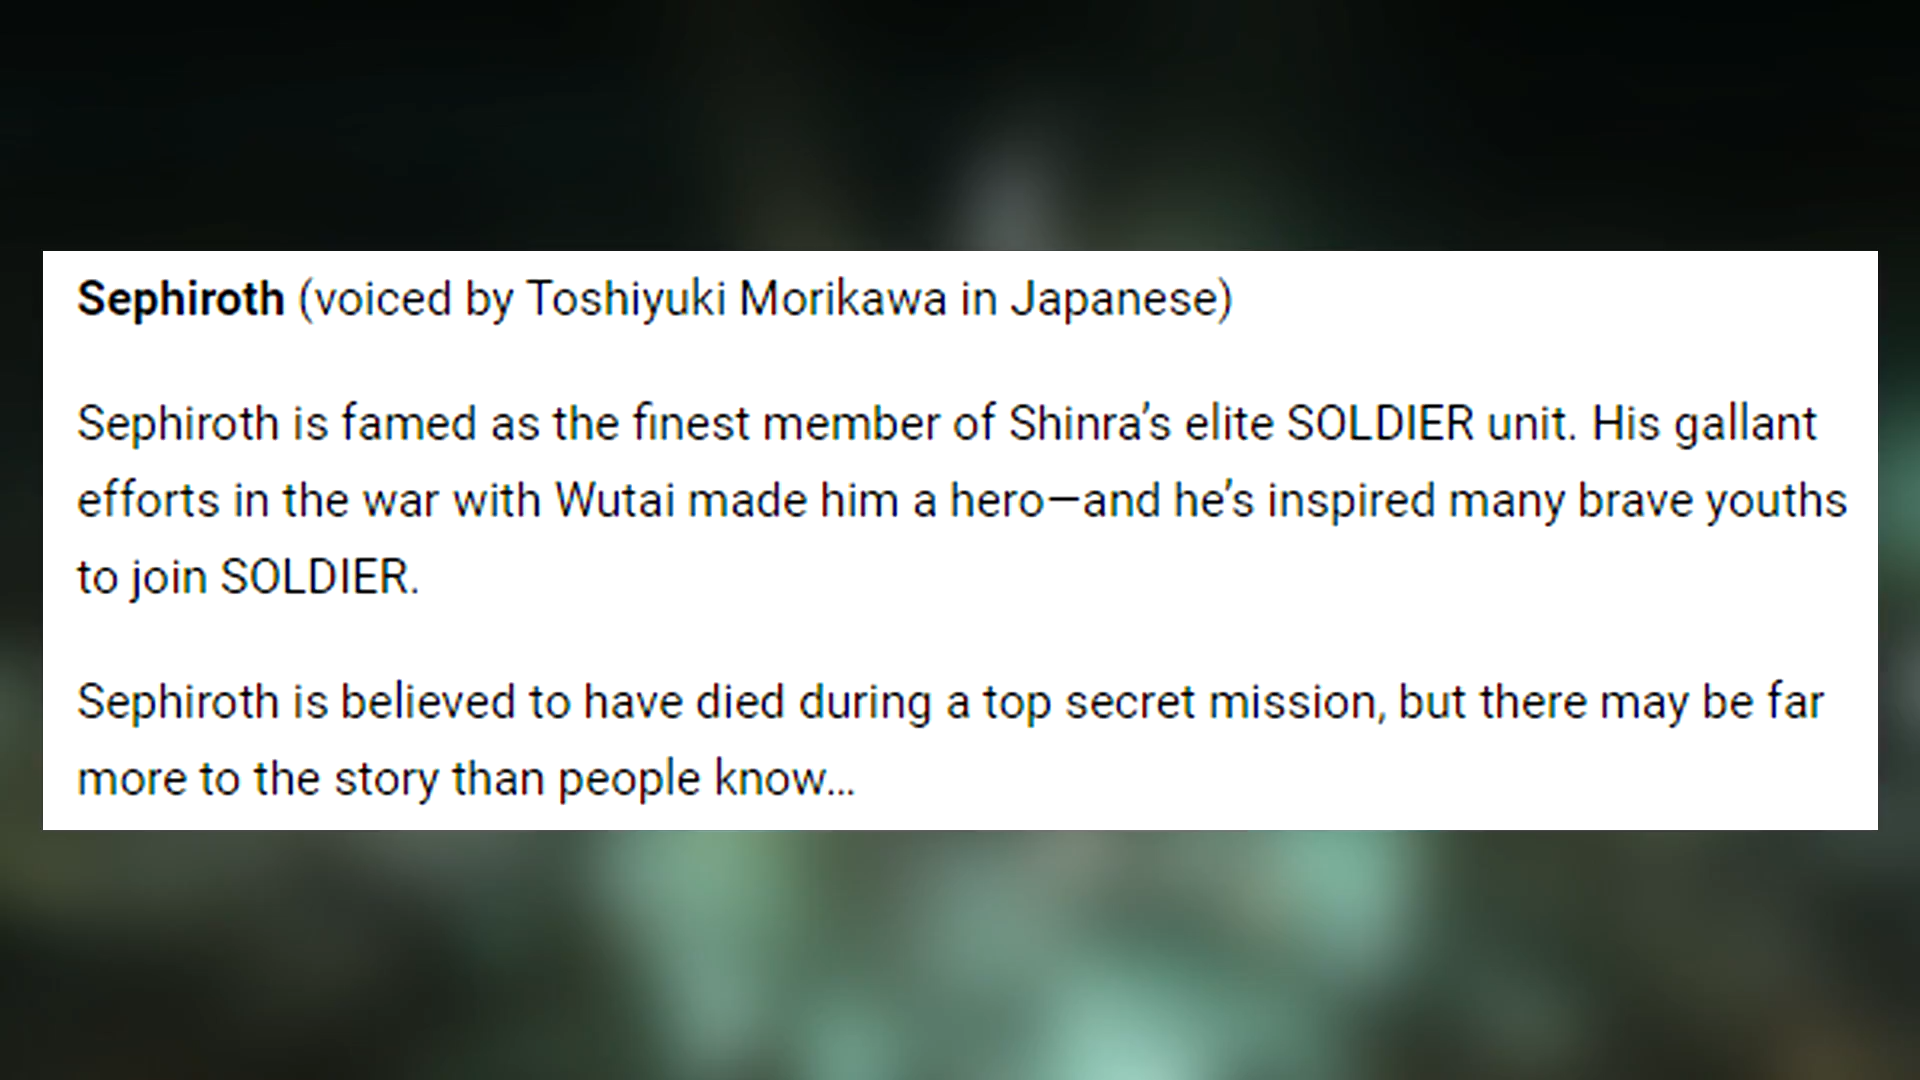 Sephiroth (voiced by Toshiyuki Morikawa in Japanese)
Sephiroth is famed as the finest member of Shinra’s elite SOLDIER unit. His gallant
efforts in the war with Wutai made him a hero—and he’s inspired many brave youths
to join SOLDIER.
Sephiroth is believed to have died during a top secret mission, but there may be far
more to the story than people know...